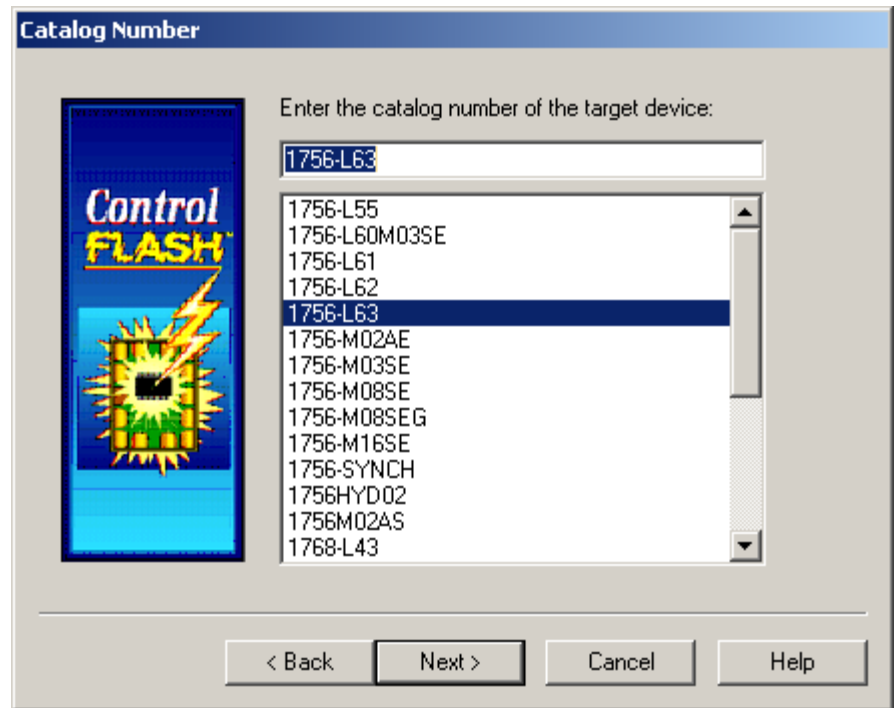 Catalog Number
Control
FLASH
Enter the catalog number of the target device:
1756-L63
1756-L55
1756-L60M03SE
1756-L61
1756-L62
1756-L63
1756-M02AE
1756-M03SE
1756-M08SE
1756-M08SEG
1756-M16SE
1756-SYNCH
1756HYD02
1756M02AS
1768-L43
< Back
Next >
Cancel
Help